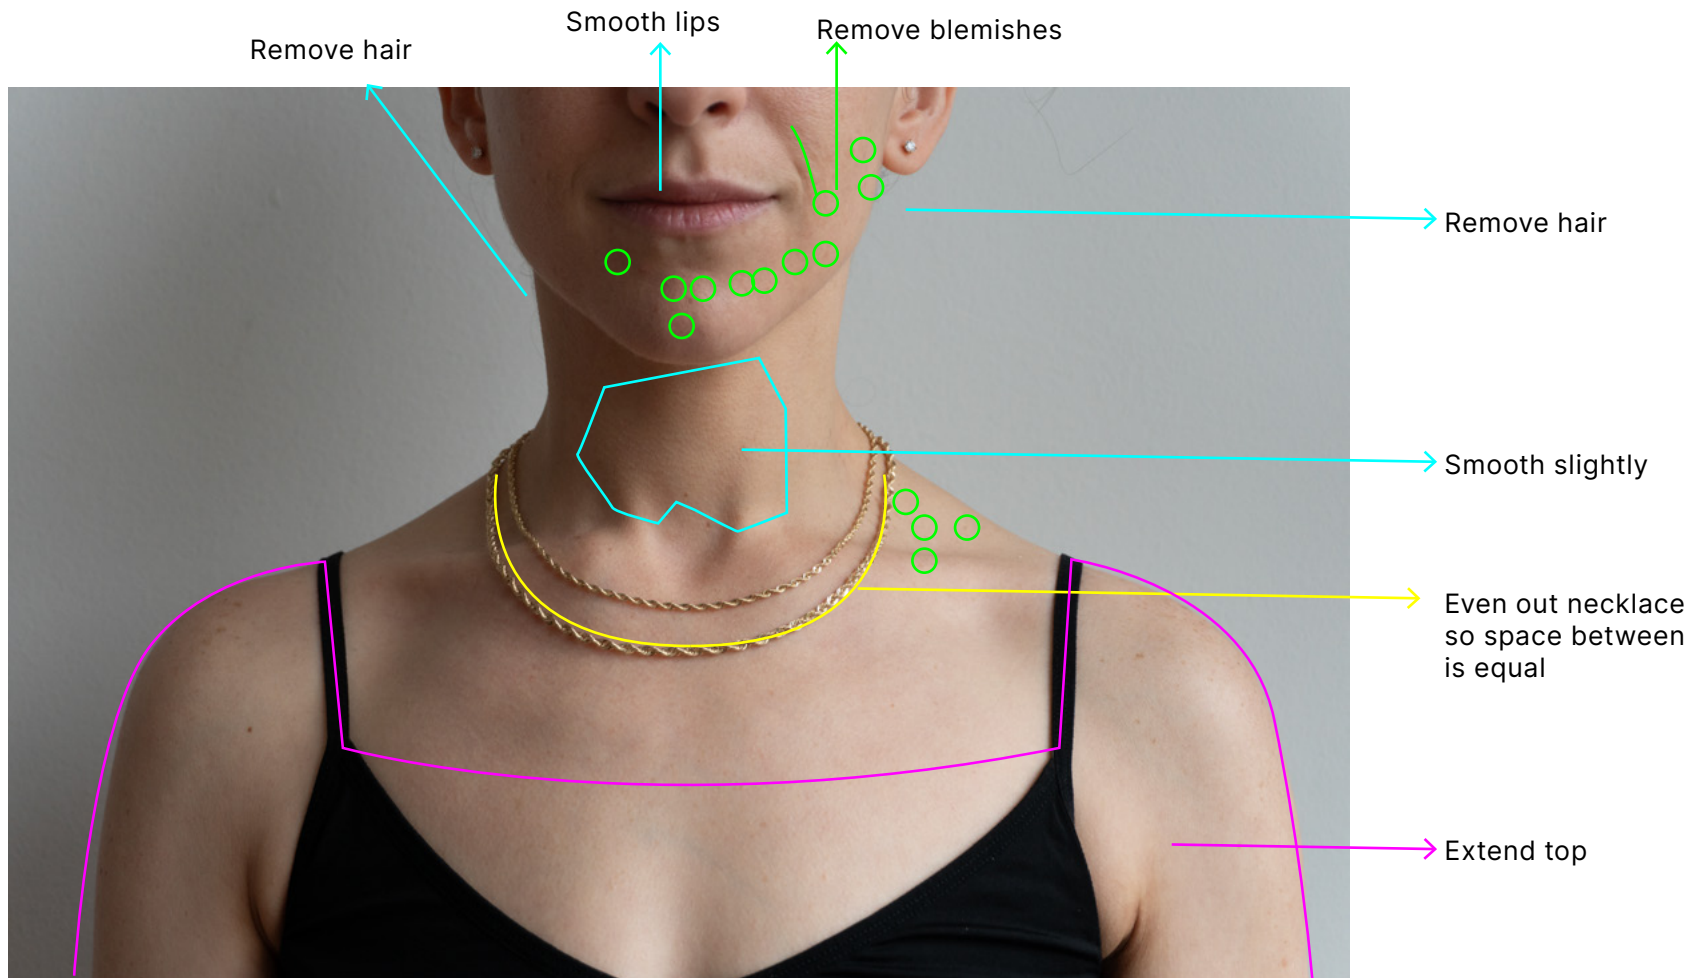 Smooth lips
Remove blemishes
Remove hair
Remove hair
Smooth slightly
Even out necklace
so space between
is equal
Extend top